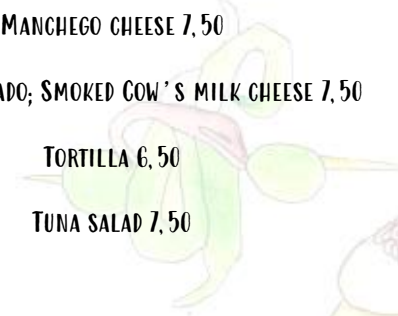 Manchego cheese 7,50
ado; Smoked Cow's milk cheese 7,50
Tortilla 6,50
Tuna salad 7,50